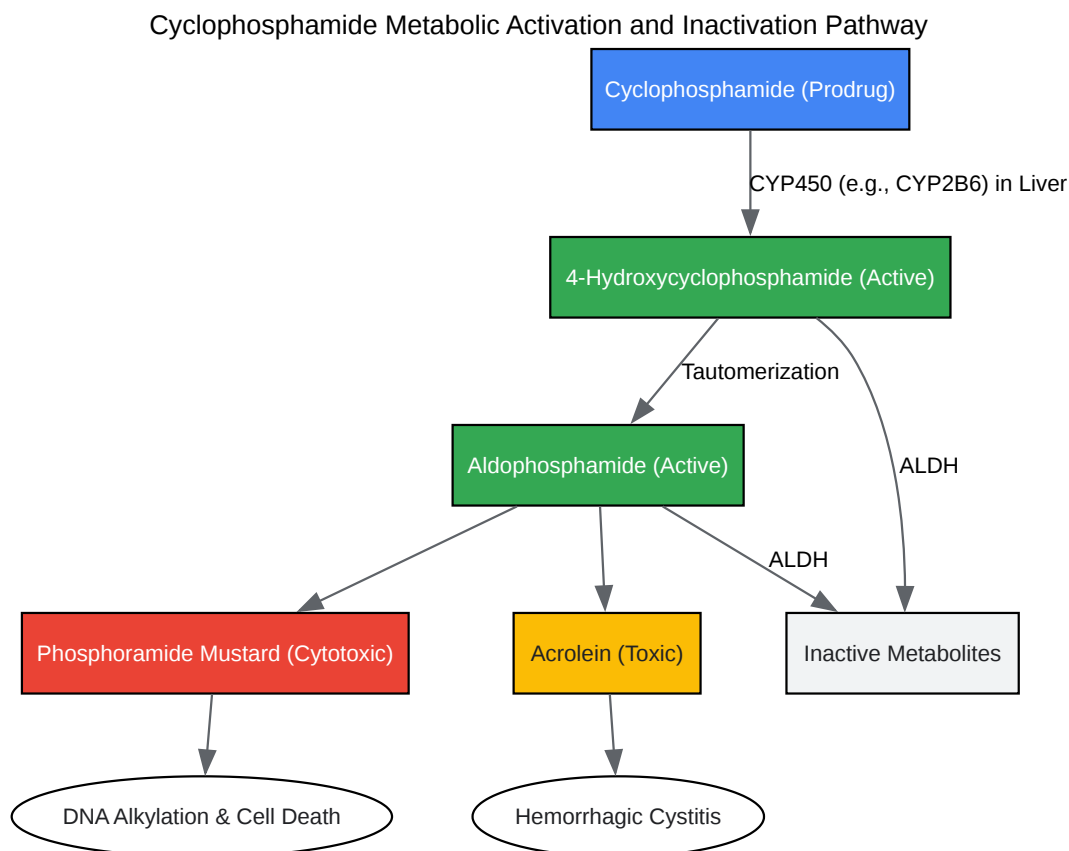 Cyclophosphamide Metabolic Activation and Inactivation Pathway
Cyclophosphamide (Prodrug)
CYP450 (e.g., CYP2B6) in Liver
4-Hydroxycyclophosphamide (Active)
Tautomerization
Aldophosphamide (Active)
ALDH
ALDH
Phosphoramide Mustard (Cytotoxic)
Acrolein (Toxic)
Inactive Metabolites
DNA Alkylation & Cell Death
Hemorrhagic Cystitis